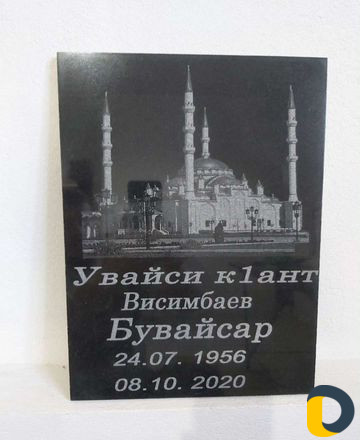 Увайси к1ант
Висимбаев
Бувайсар
24.07. 1956
08.10. 2020